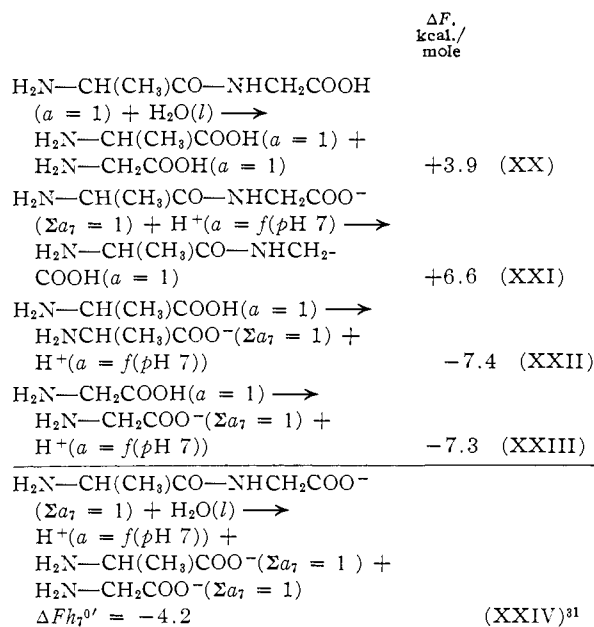 ΔF,
kcal./
mole
H₂N—CH(CH₃)CO—NHCH₂COOH
(a = 1) + H₂O(l) ⟶
H₂N—CH(CH₃)COOH(a = 1) +
H₂N—CH₂COOH(a = 1) +3.9 (XX)
H₂N—CH(CH₃)CO—NHCH₂COO⁻
(Σa₇ = 1) + H⁺(a = f(pH 7) ⟶
H₂N—CH(CH₃)CO—NHCH₂-
COOH(a = 1) +6.6 (XXI)
H₂N—CH(CH₃)COOH(a = 1) ⟶
H₂NCH(CH₃)COO⁻(Σa₇ = 1) +
H⁺(a = f(pH 7)) −7.4 (XXII)
H₂N—CH₂COOH(a = 1) ⟶
H₂N—CH₂COO⁻(Σa₇ = 1) +
H⁺(a = f(pH 7)) −7.3 (XXIII)
H₂N—CH(CH₃)CO—NHCH₂COO⁻
(Σa₇ = 1) + H₂O(l) ⟶
H⁺(a = f(pH 7)) +
H₂N—CH(CH₃)COO⁻(Σa₇ = 1 ) +
H₂N—CH₂COO⁻(Σa₇ = 1)
ΔFh₇⁰′ = −4.2 (XXIV)³¹